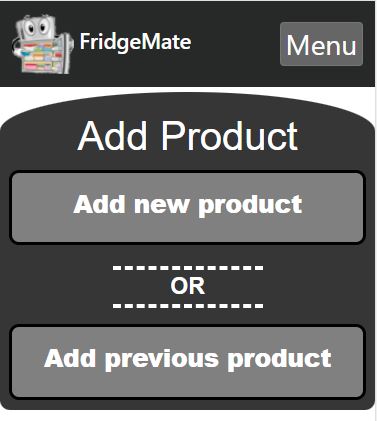 FridgeMate
Menu
Add Product
Add new product
OR
Add previous product